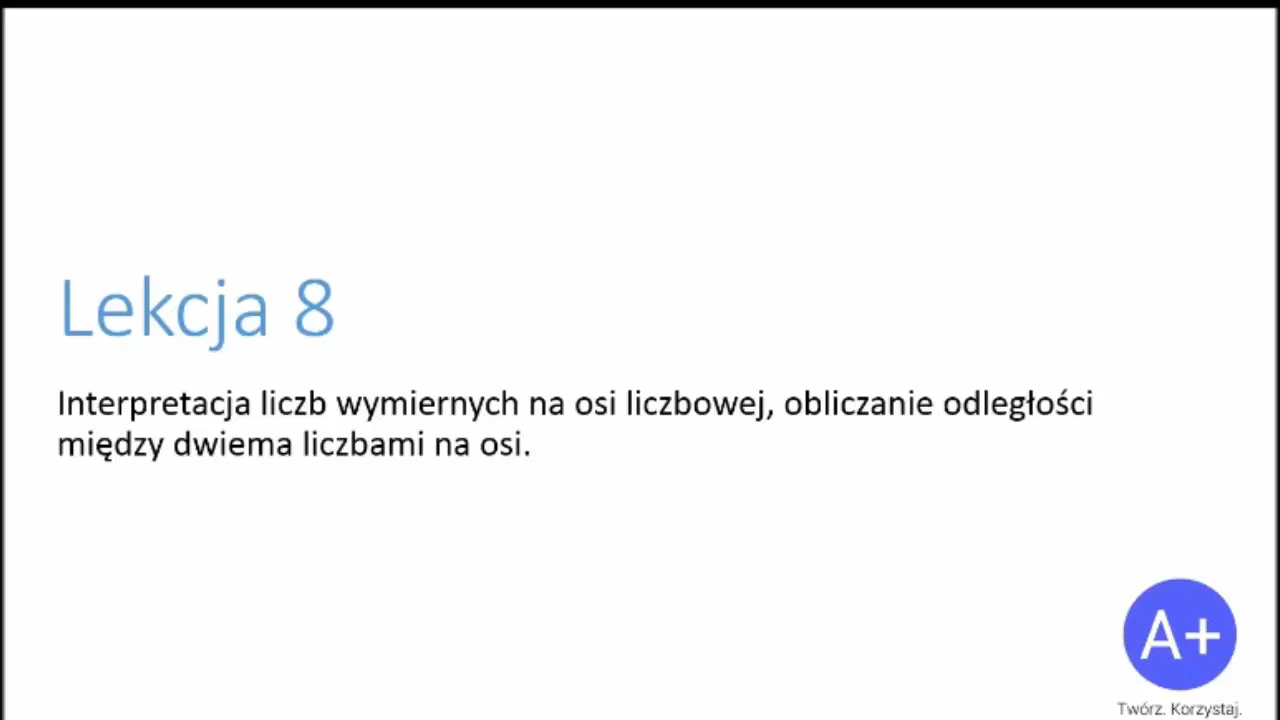 Lekcja 8
Interpretacja liczb wymiernych na osi liczbowej, obliczanie odległości
między dwiema liczbami na osi.
A+
Twórz. Korzystaj.